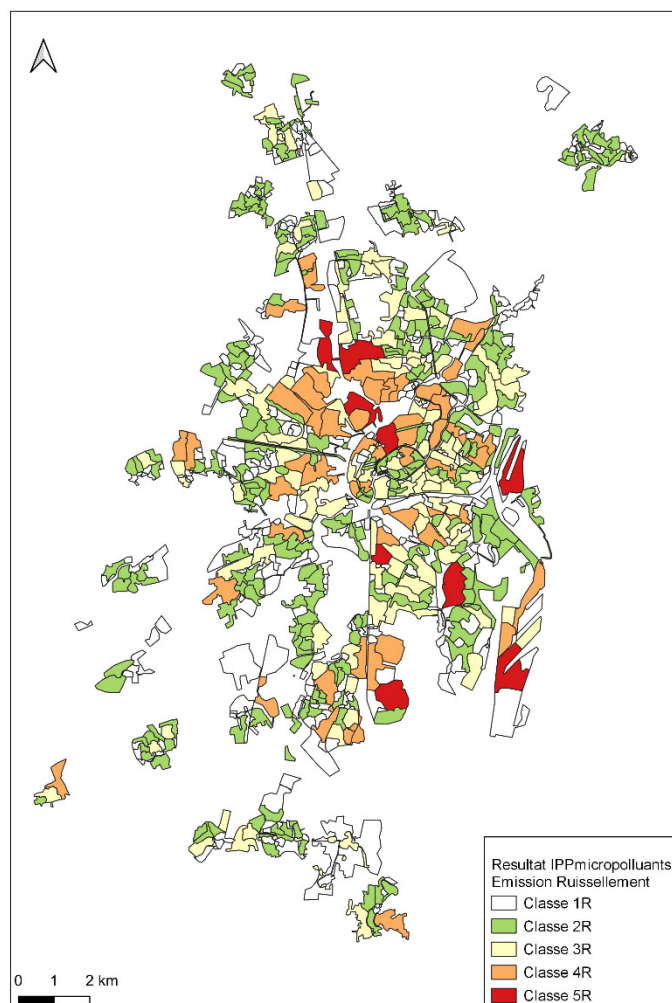 Resultat IPPmicropolluants
Emission Ruissellement
Classe 1R
Classe 2R
Classe 3R
Classe 4R
Classe 5R
0 1 2 km